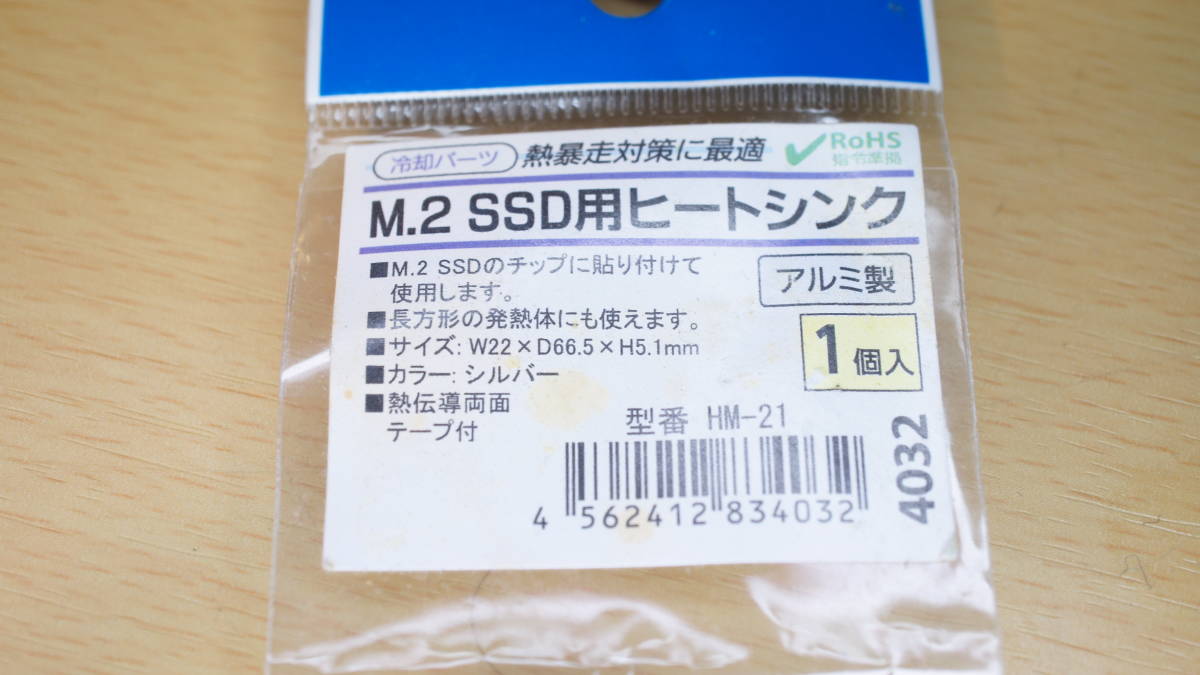 冷却パーツ 熱暴走対策に最適 RoHS
指令準拠
M.2 SSD用ヒートシンク
■M.2 SSDのチップに貼り付けて
使用します。
アルミ製
■長方形の発熱体にも使えます。
■サイズ: W22×D66.5×H5.1mm
1個入
■カラー: シルバー
■熱伝導両面
テープ付
型番 HM-21
4 562412 834032
4032